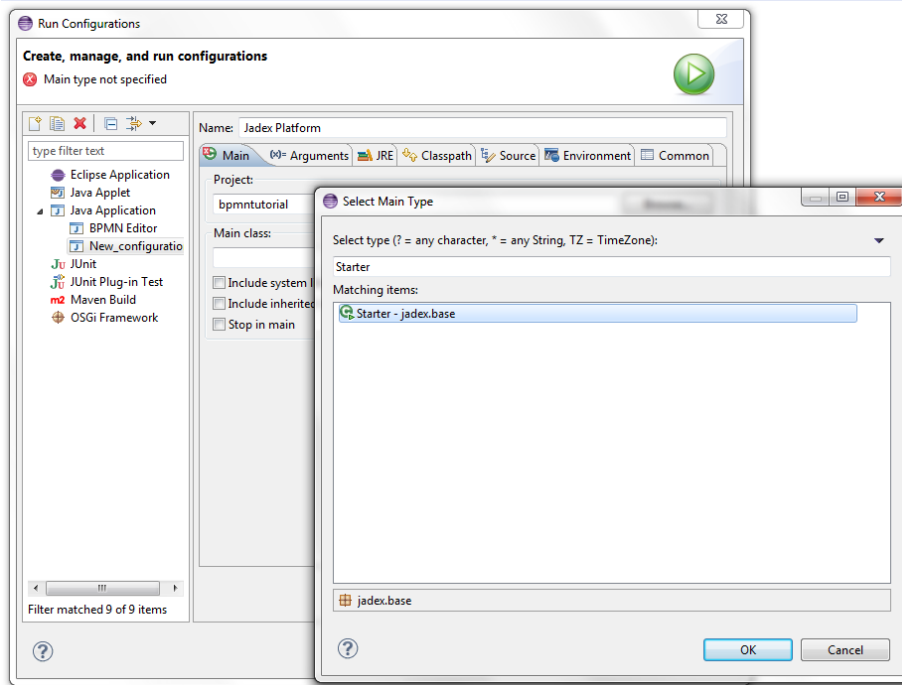 Run Configurations
Create, manage, and run configurations
Main type not specified
Name: Jadex Platform
type filter text
Main (x)= Arguments JRE Classpath Source Environment Common
Eclipse Application
Java Applet
Java Application
BPMN Editor
New_configuratio
JUnit
JUnit Plug-in Test
Maven Build
OSGi Framework
Filter matched 9 of 9 items
Project:
bpmntutorial
Main class:
Include system l
Include inherited
Stop in main
Select Main Type
Select type (? = any character, * = any String, TZ = TimeZone):
Starter
Matching items:
Starter - jadex.base
jadex.base
OK Cancel